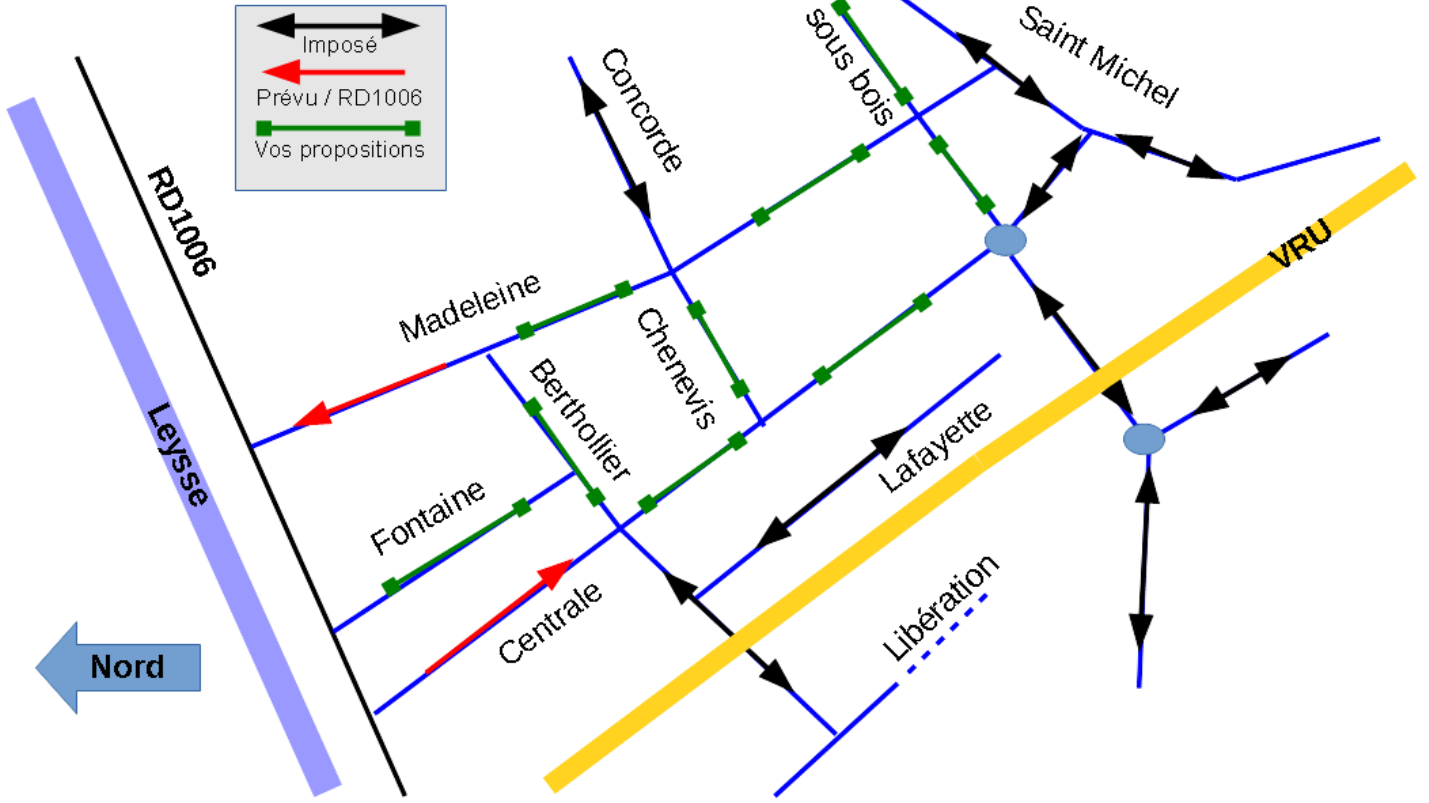 Imposé
Prévu / RD1006
Vos propositions
sous bois
Saint Michel
Concorde
RD1006
VRU
Madeleine
Chenevis
Berthollier
Leysse
Lafayette
Fontaine
Centrale
Libération
Nord